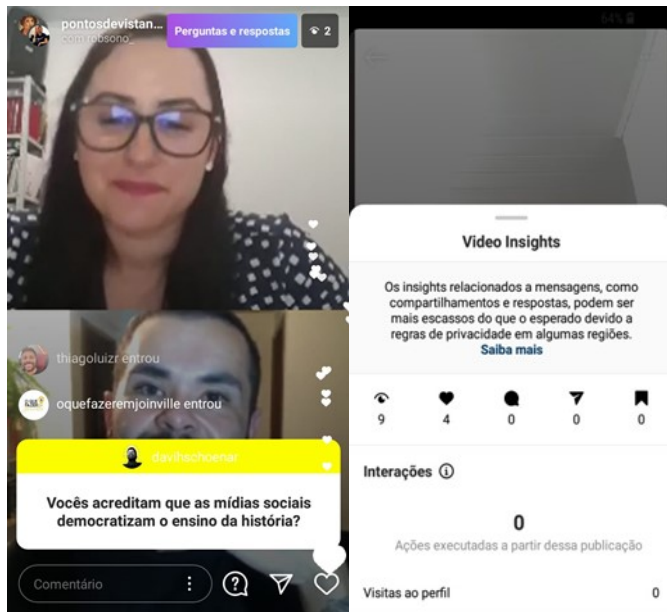 pontosdevistan...
com robsono_
Perguntas e respostas
2
thiagoluizr entrou
oquefazeremjoinville entrou
davihschoenar
Vocês acreditam que as mídias sociais
democratizam o ensino da história?
Comentário
64%
Video Insights
Os insights relacionados a mensagens, como
compartilhamentos e respostas, podem ser
mais escassos do que o esperado devido a
regras de privacidade em algumas regiões.
Saiba mais
9 4 0 0 0
Interações
0
Ações executadas a partir dessa publicação
Visitas ao perfil 0